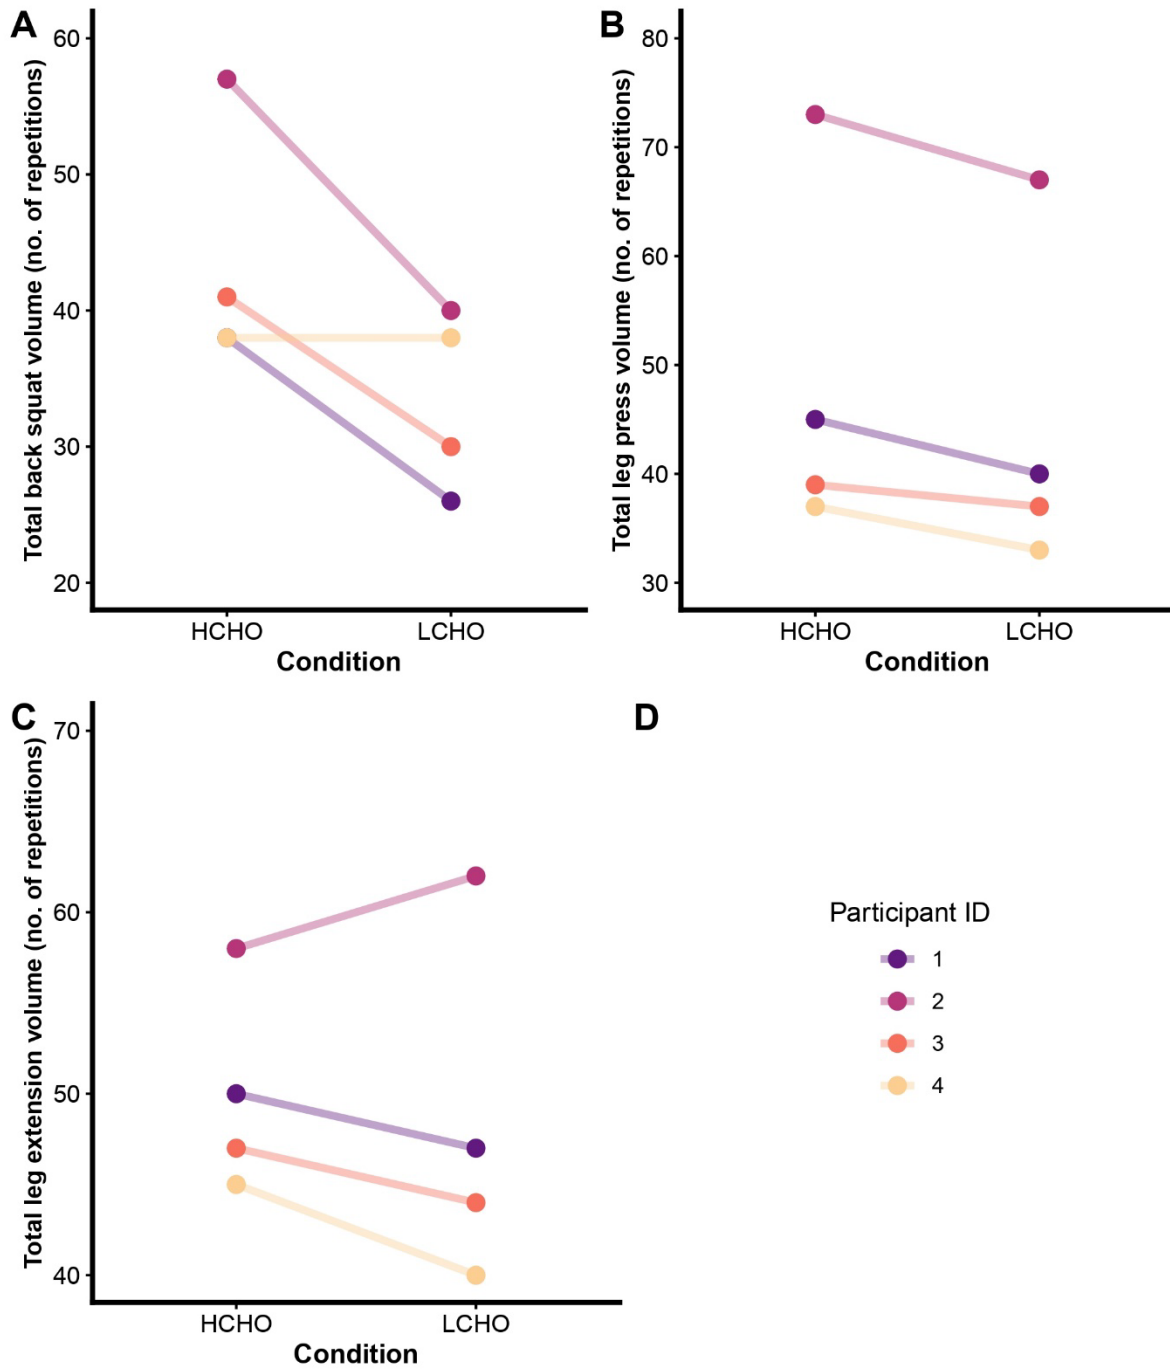 A
Total back squat volume (no. of repetitions)
60
50
40
30
20
HCHO LCHO
Condition
B
Total leg press volume (no. of repetitions)
80
70
60
50
40
30
HCHO LCHO
Condition
C
Total leg extension volume (no. of repetitions)
70
60
50
40
HCHO LCHO
Condition
D
Participant ID
1
2
3
4